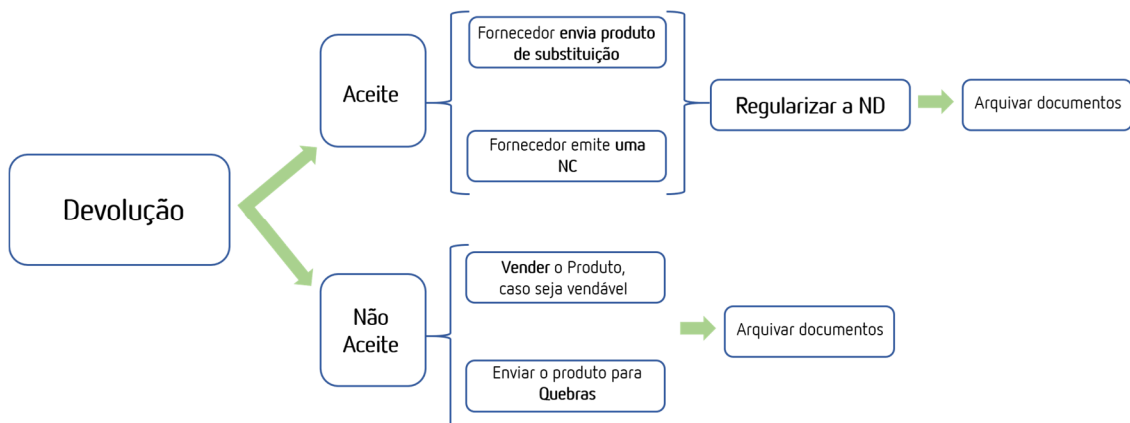 Devolução
Aceite
Fornecedor envia produto
de substituição
Fornecedor emite uma
NC
Regularizar a ND
Arquivar documentos
Não
Aceite
Vender o Produto,
caso seja vendável
Enviar o produto para
Quebras
Arquivar documentos